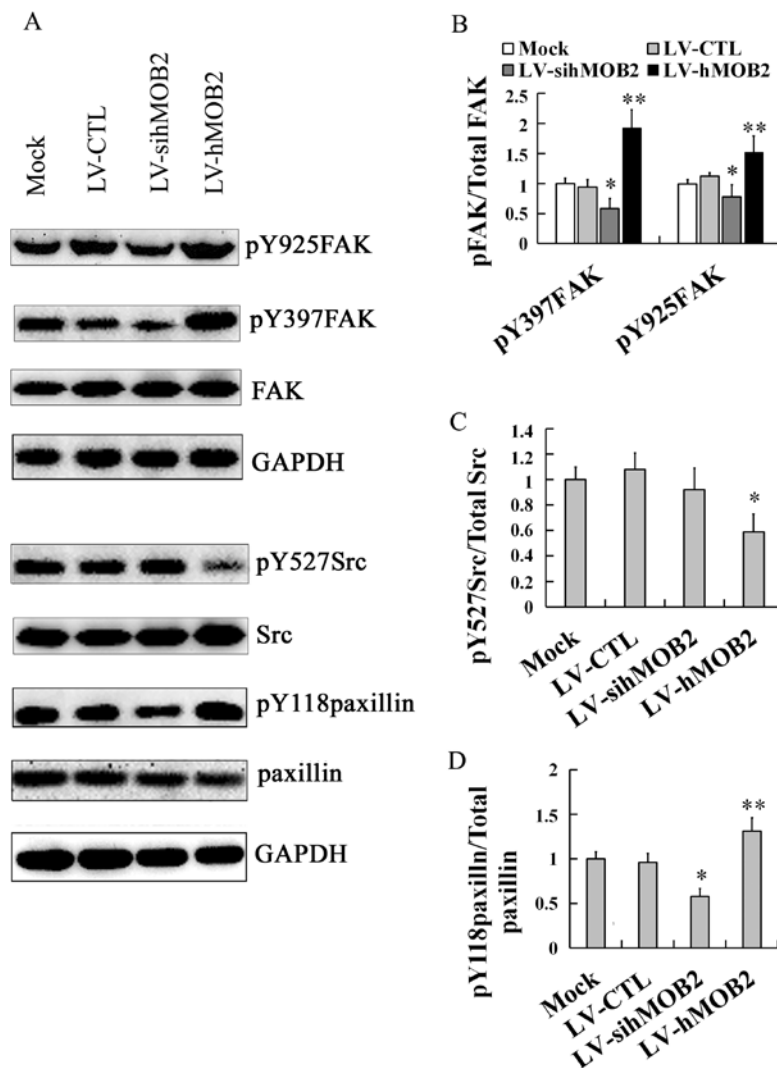 A
Mock
LV-CTL
LV-sihMOB2
LV-hMOB2
pY925FAK
pY397FAK
FAK
GAPDH
pY527Src
Src
pY118paxillin
paxillin
GAPDH
B
Mock LV-CTL
LV-sihMOB2 LV-hMOB2
pFAK/Total FAK
2.5
2
1.5
1
0.5
0
* ** * **
pY397FAK
pY925FAK
C
pY527Src/Total Src
1.4
1.2
1
0.8
0.6
0.4
0.2
0
*
Mock
LV-CTL
LV-sihMOB2
LV-hMOB2
D
pY118paxilln/Total
paxillin
2
1.5
1
0.5
0
* **
Mock
LV-CTL
LV-sihMOB2
LV-hMOB2